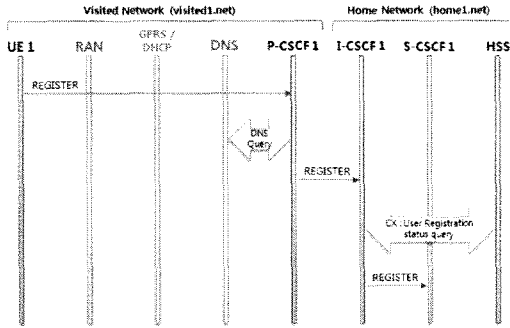 Visited Network (visited1.net)
Home Network (home1.net)
UE 1
RAN
GPRS /
DHCP
DNS
P-CSCF 1
I-CSCF 1
S-CSCF 1
HSS
REGISTER
DNS
Query
REGISTER
CX : User Registration
status query
REGISTER